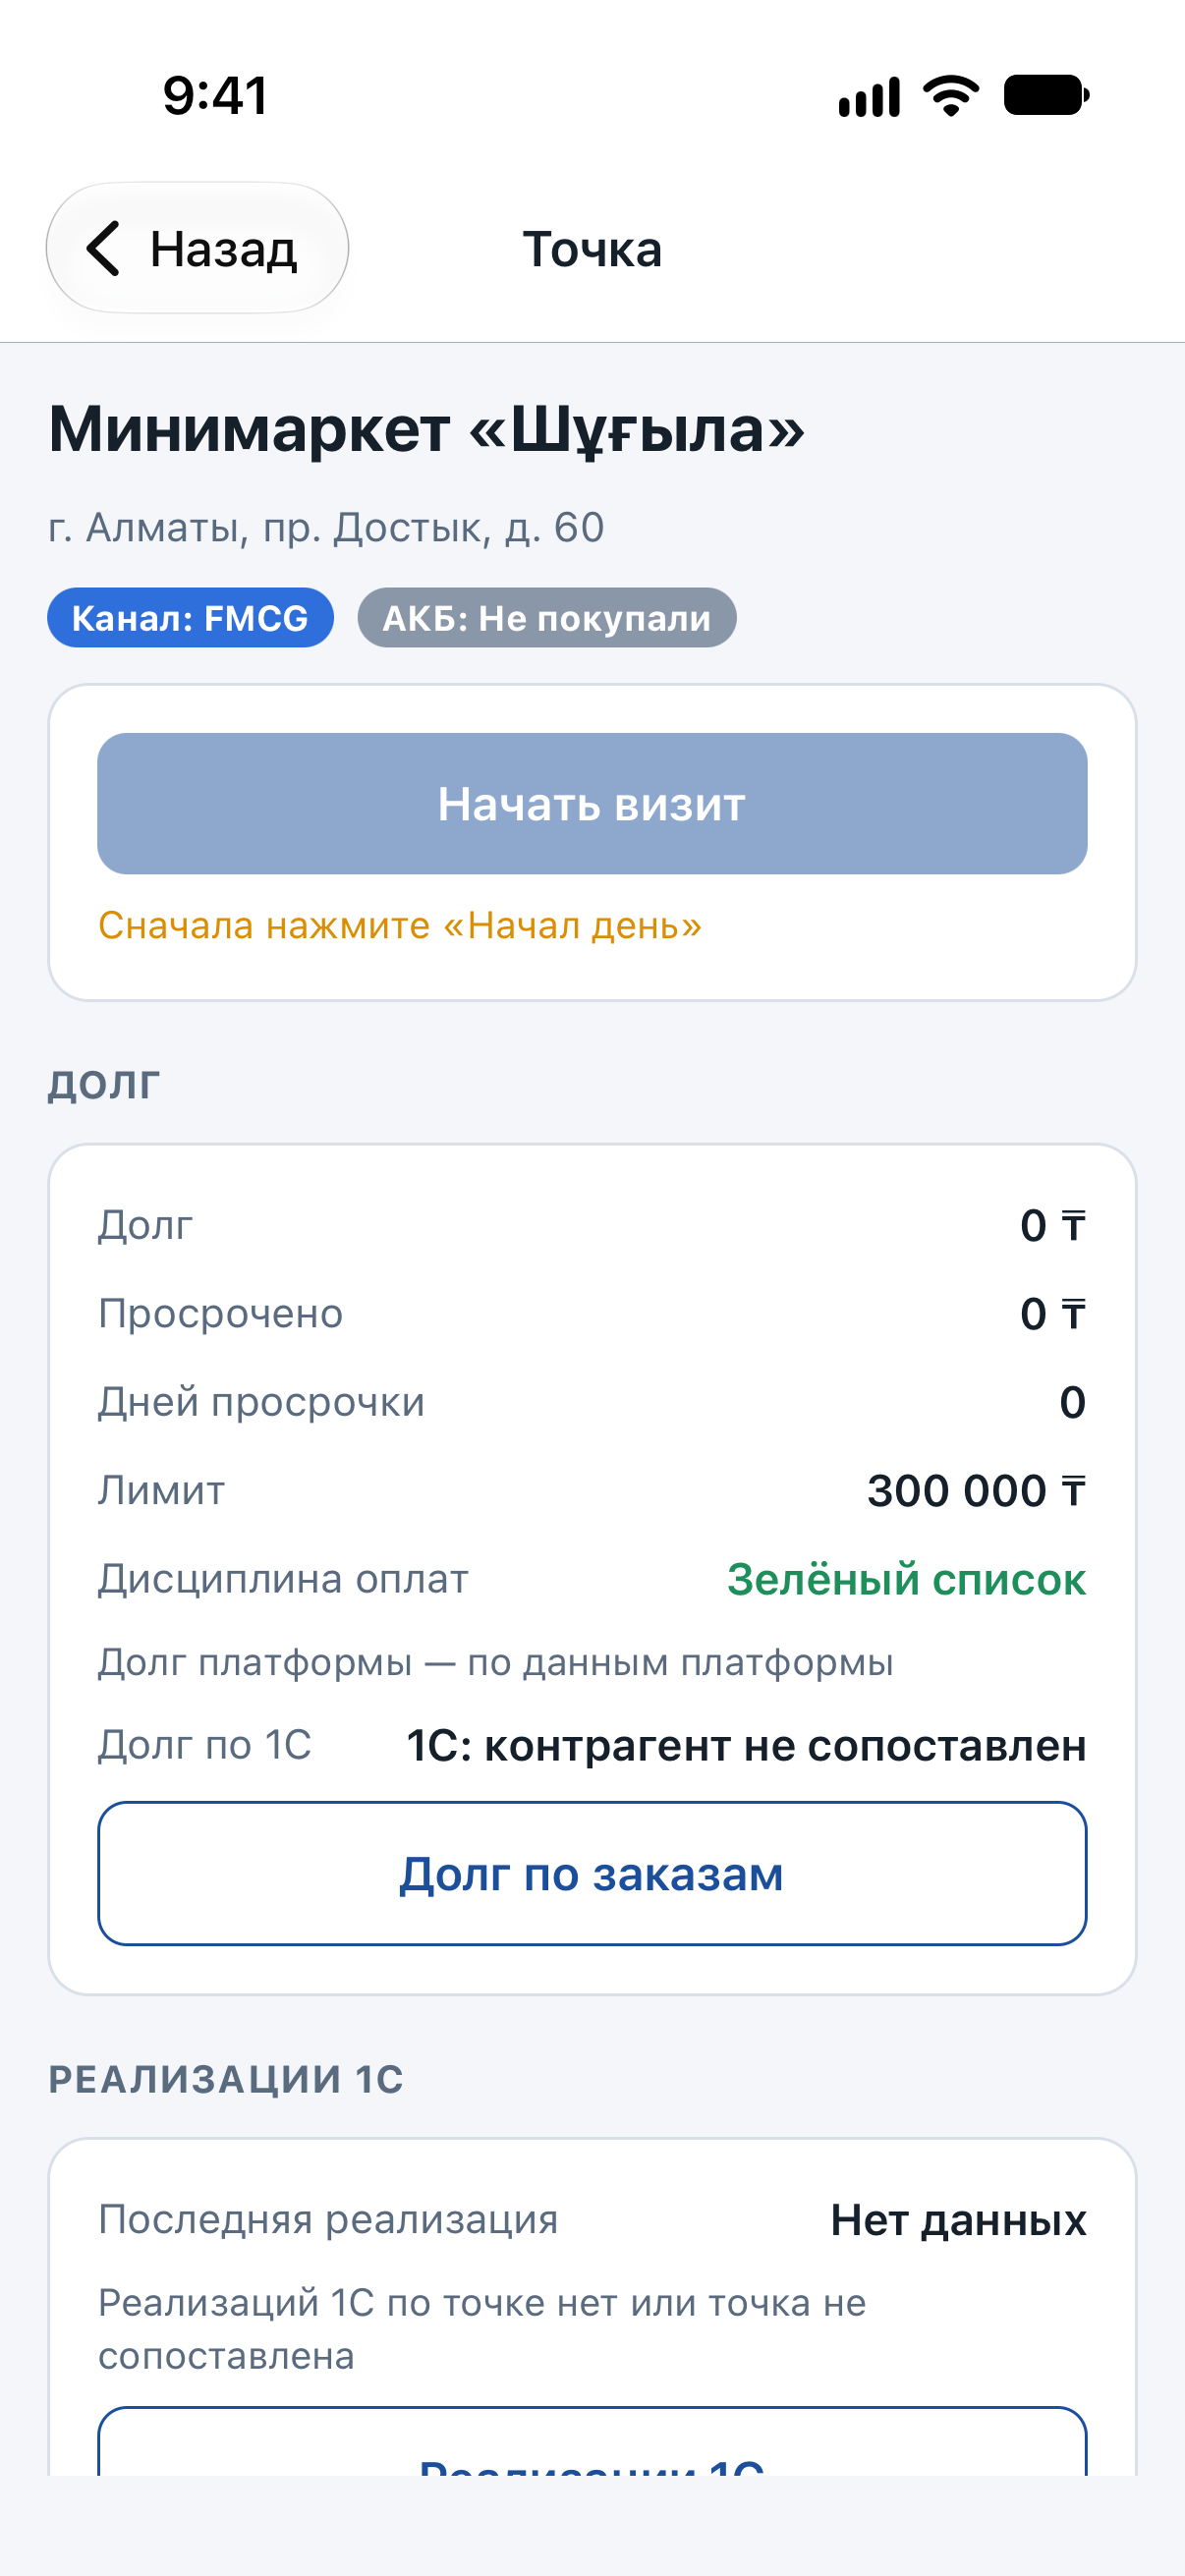 9:41
Назад
Точка
Минимаркет «Шұғыла»
г. Алматы, пр. Достык, д. 60
Канал: FMCG
АКБ: Не покупали
Начать визит
Сначала нажмите «Начал день»
ДОЛГ
Долг
0 ₸
Просрочено
0 ₸
Дней просрочки
0
Лимит
300 000 ₸
Дисциплина оплат
Зелёный список
Долг платформы — по данным платформы
Долг по 1С
1С: контрагент не сопоставлен
Долг по заказам
РЕАЛИЗАЦИИ 1С
Последняя реализация
Нет данных
Реализаций 1С по точке нет или точка не
сопоставлена
Реализации 1С